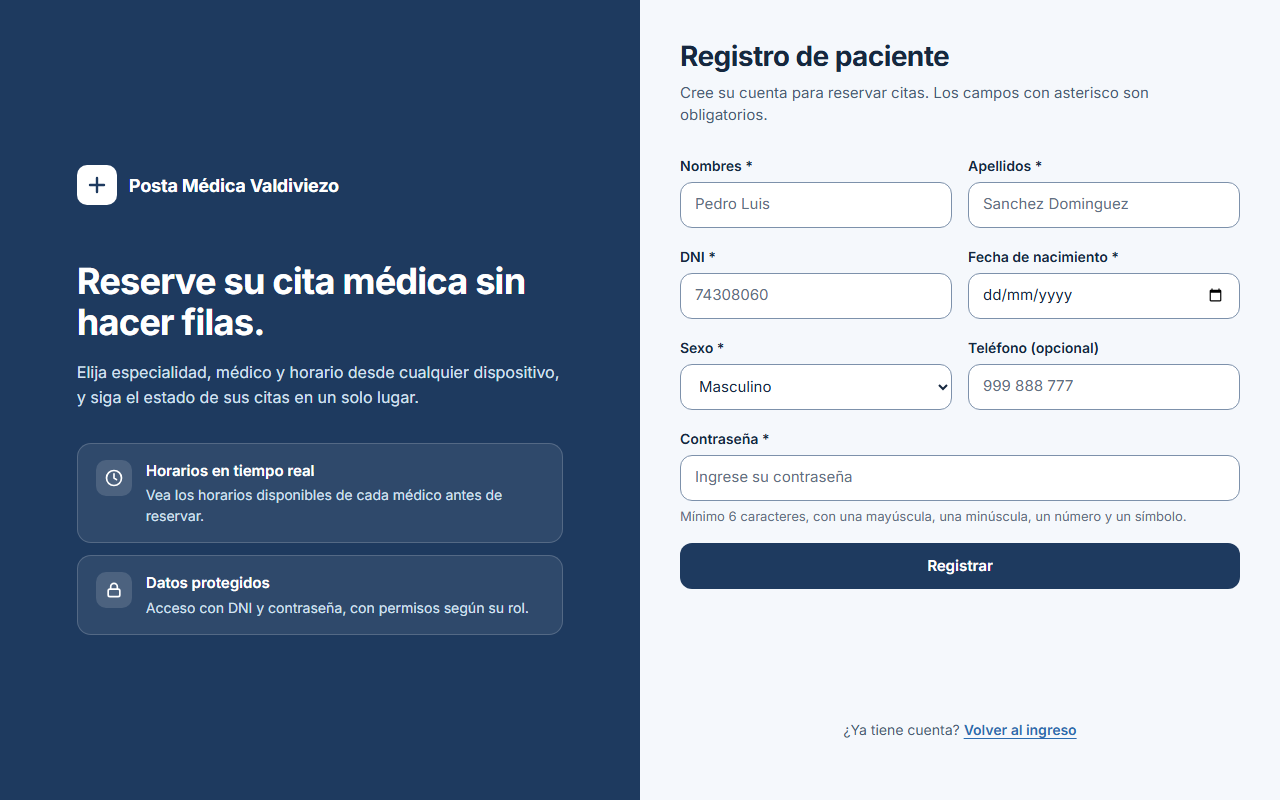 Posta Médica Valdiviezo
Reserve su cita médica sin
hacer filas.
Elija especialidad, médico y horario desde cualquier dispositivo,
y siga el estado de sus citas en un solo lugar.
Horarios en tiempo real
Vea los horarios disponibles de cada médico antes de
reservar.
Datos protegidos
Acceso con DNI y contraseña, con permisos según su rol.
Registro de paciente
Cree su cuenta para reservar citas. Los campos con asterisco son
obligatorios.
Nombres *
Pedro Luis
Apellidos *
Sanchez Dominguez
DNI *
74308060
Fecha de nacimiento *
dd/mm/yyyy
Sexo *
Masculino
Teléfono (opcional)
999 888 777
Contraseña *
Ingrese su contraseña
Mínimo 6 caracteres, con una mayúscula, una minúscula, un número y un símbolo.
Registrar
¿Ya tiene cuenta? Volver al ingreso